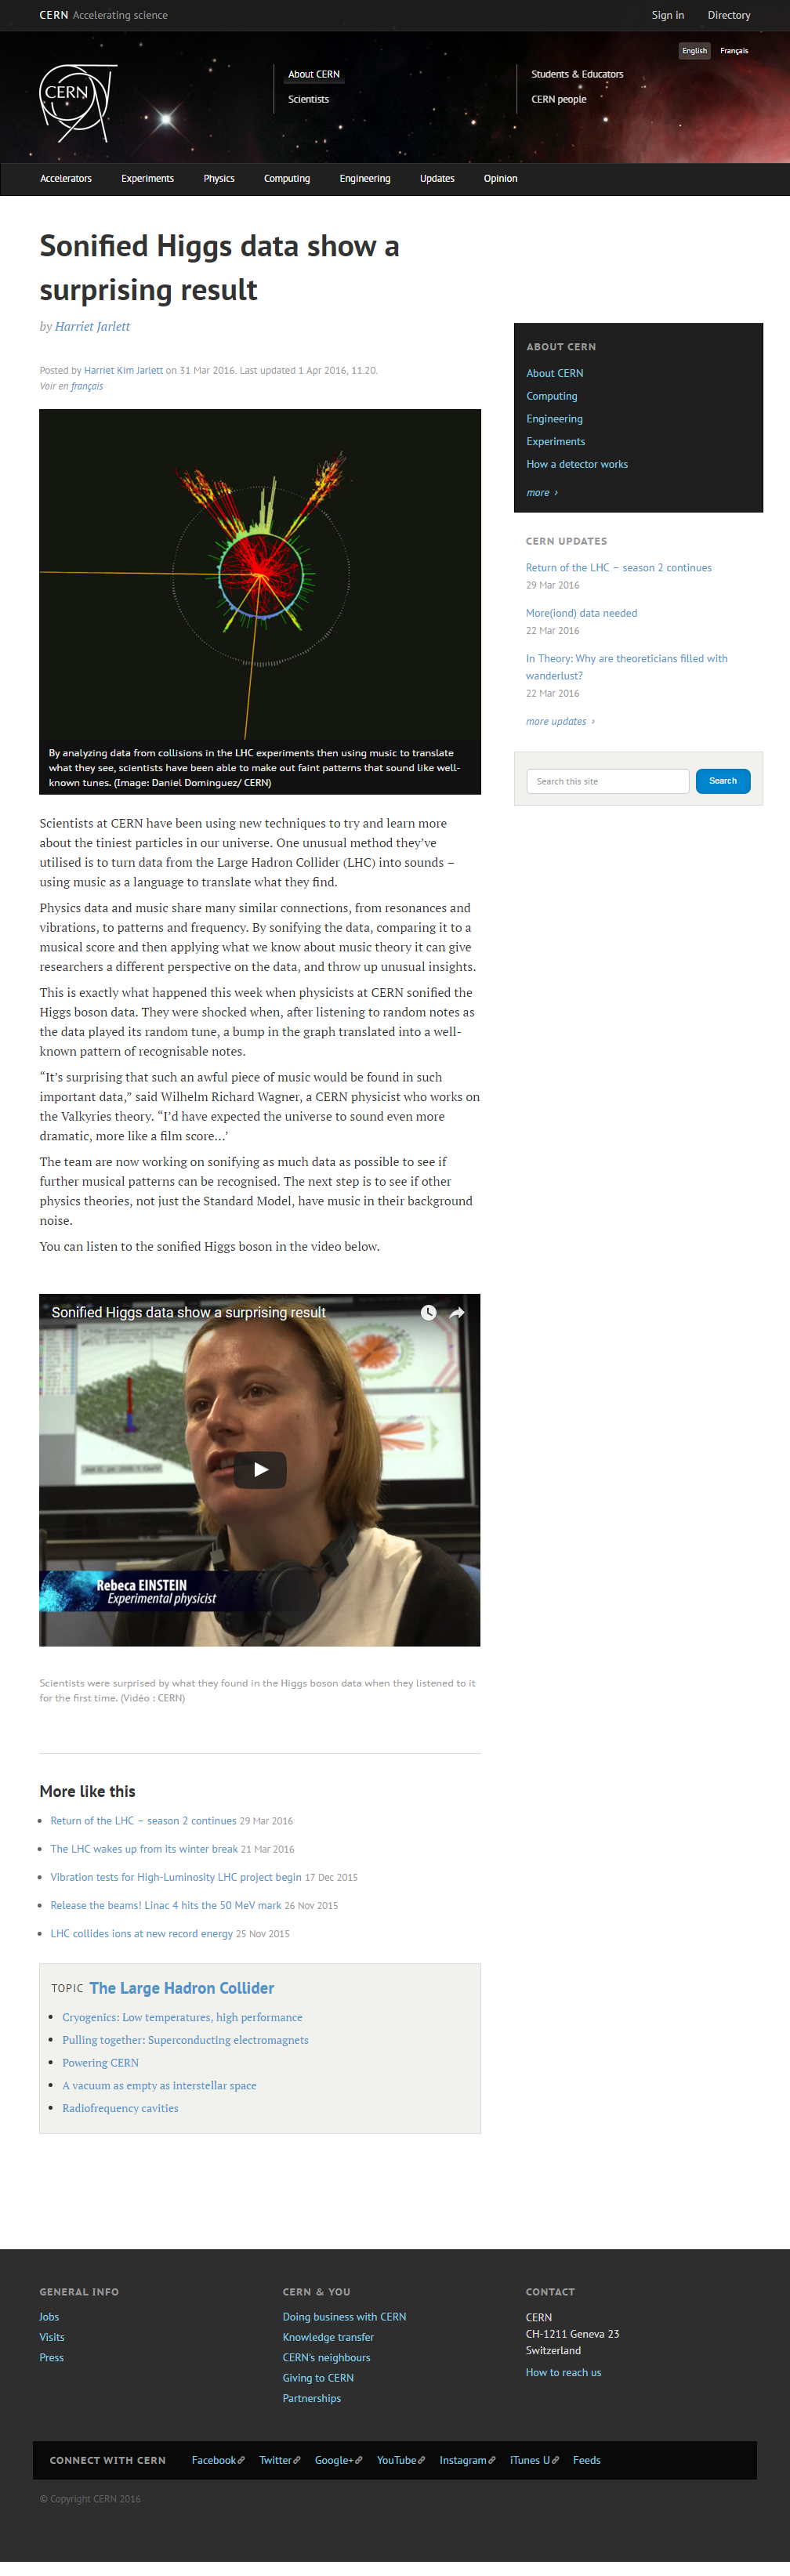 CERN Accelerating science
Sign in
Directory
English
Français
CERN
About CERN
Scientists
Students & Educators
CERN people
Accelerators
Experiments
Physics
Computing
Engineering
Updates
Opinion
Sonified Higgs data show a
surprising result
by Harriet Jarlett
Posted by Harriet Kim Jarlett on 31 Mar 2016. Last updated 1 Apr 2016, 11.20.
Voir en français
By analyzing data from collisions in the LHC experiments then using music to translate
what they see, scientists have been able to make out faint patterns that sound like well-
known tunes. (Image: Daniel Dominguez/ CERN)
Scientists at CERN have been using new techniques to try and learn more
about the tiniest particles in our universe. One unusual method they've
utilised is to turn data from the Large Hadron Collider (LHC) into sounds –
using music as a language to translate what they find.
Physics data and music share many similar connections, from resonances and
vibrations, to patterns and frequency. By sonifying the data, comparing it to a
musical score and then applying what we know about music theory it can give
researchers a different perspective on the data, and throw up unusual insights.
This is exactly what happened this week when physicists at CERN sonified the
Higgs boson data. They were shocked when, after listening to random notes as
the data played its random tune, a bump in the graph translated into a well-
known pattern of recognisable notes.
“It's surprising that such an awful piece of music would be found in such
important data,” said Wilhelm Richard Wagner, a CERN physicist who works on
the Valkyries theory. “I'd have expected the universe to sound even more
dramatic, more like a film score…’
The team are now working on sonifying as much data as possible to see if
further musical patterns can be recognised. The next step is to see if other
physics theories, not just the Standard Model, have music in their background
noise.
You can listen to the sonified Higgs boson in the video below.
Sonified Higgs data show a surprising result
Rebeca EINSTEIN
Experimental physicist
Scientists were surprised by what they found in the Higgs boson data when they listened to it
for the first time. (Vidéo : CERN)
More like this
Return of the LHC – season 2 continues 29 Mar 2016
The LHC wakes up from its winter break 21 Mar 2016
Vibration tests for High-Luminosity LHC project begin 17 Dec 2015
Release the beams! Linac 4 hits the 50 MeV mark 26 Nov 2015
LHC collides ions at new record energy 25 Nov 2015
TOPIC The Large Hadron Collider
Cryogenics: Low temperatures, high performance
Pulling together: Superconducting electromagnets
Powering CERN
A vacuum as empty as interstellar space
Radiofrequency cavities
ABOUT CERN
About CERN
Computing
Engineering
Experiments
How a detector works
more ›
CERN UPDATES
Return of the LHC – season 2 continues
29 Mar 2016
More(iond) data needed
22 Mar 2016
In Theory: Why are theoreticians filled with
wanderlust?
22 Mar 2016
more updates ›
Search this site
Search
GENERAL INFO
Jobs
Visits
Press
CERN & YOU
Doing business with CERN
Knowledge transfer
CERN's neighbours
Giving to CERN
Partnerships
CONTACT
CERN
CH-1211 Geneva 23
Switzerland
How to reach us
CONNECT WITH CERN
Facebook
Twitter
Google+
YouTube
Instagram
iTunes U
Feeds
© Copyright CERN 2016